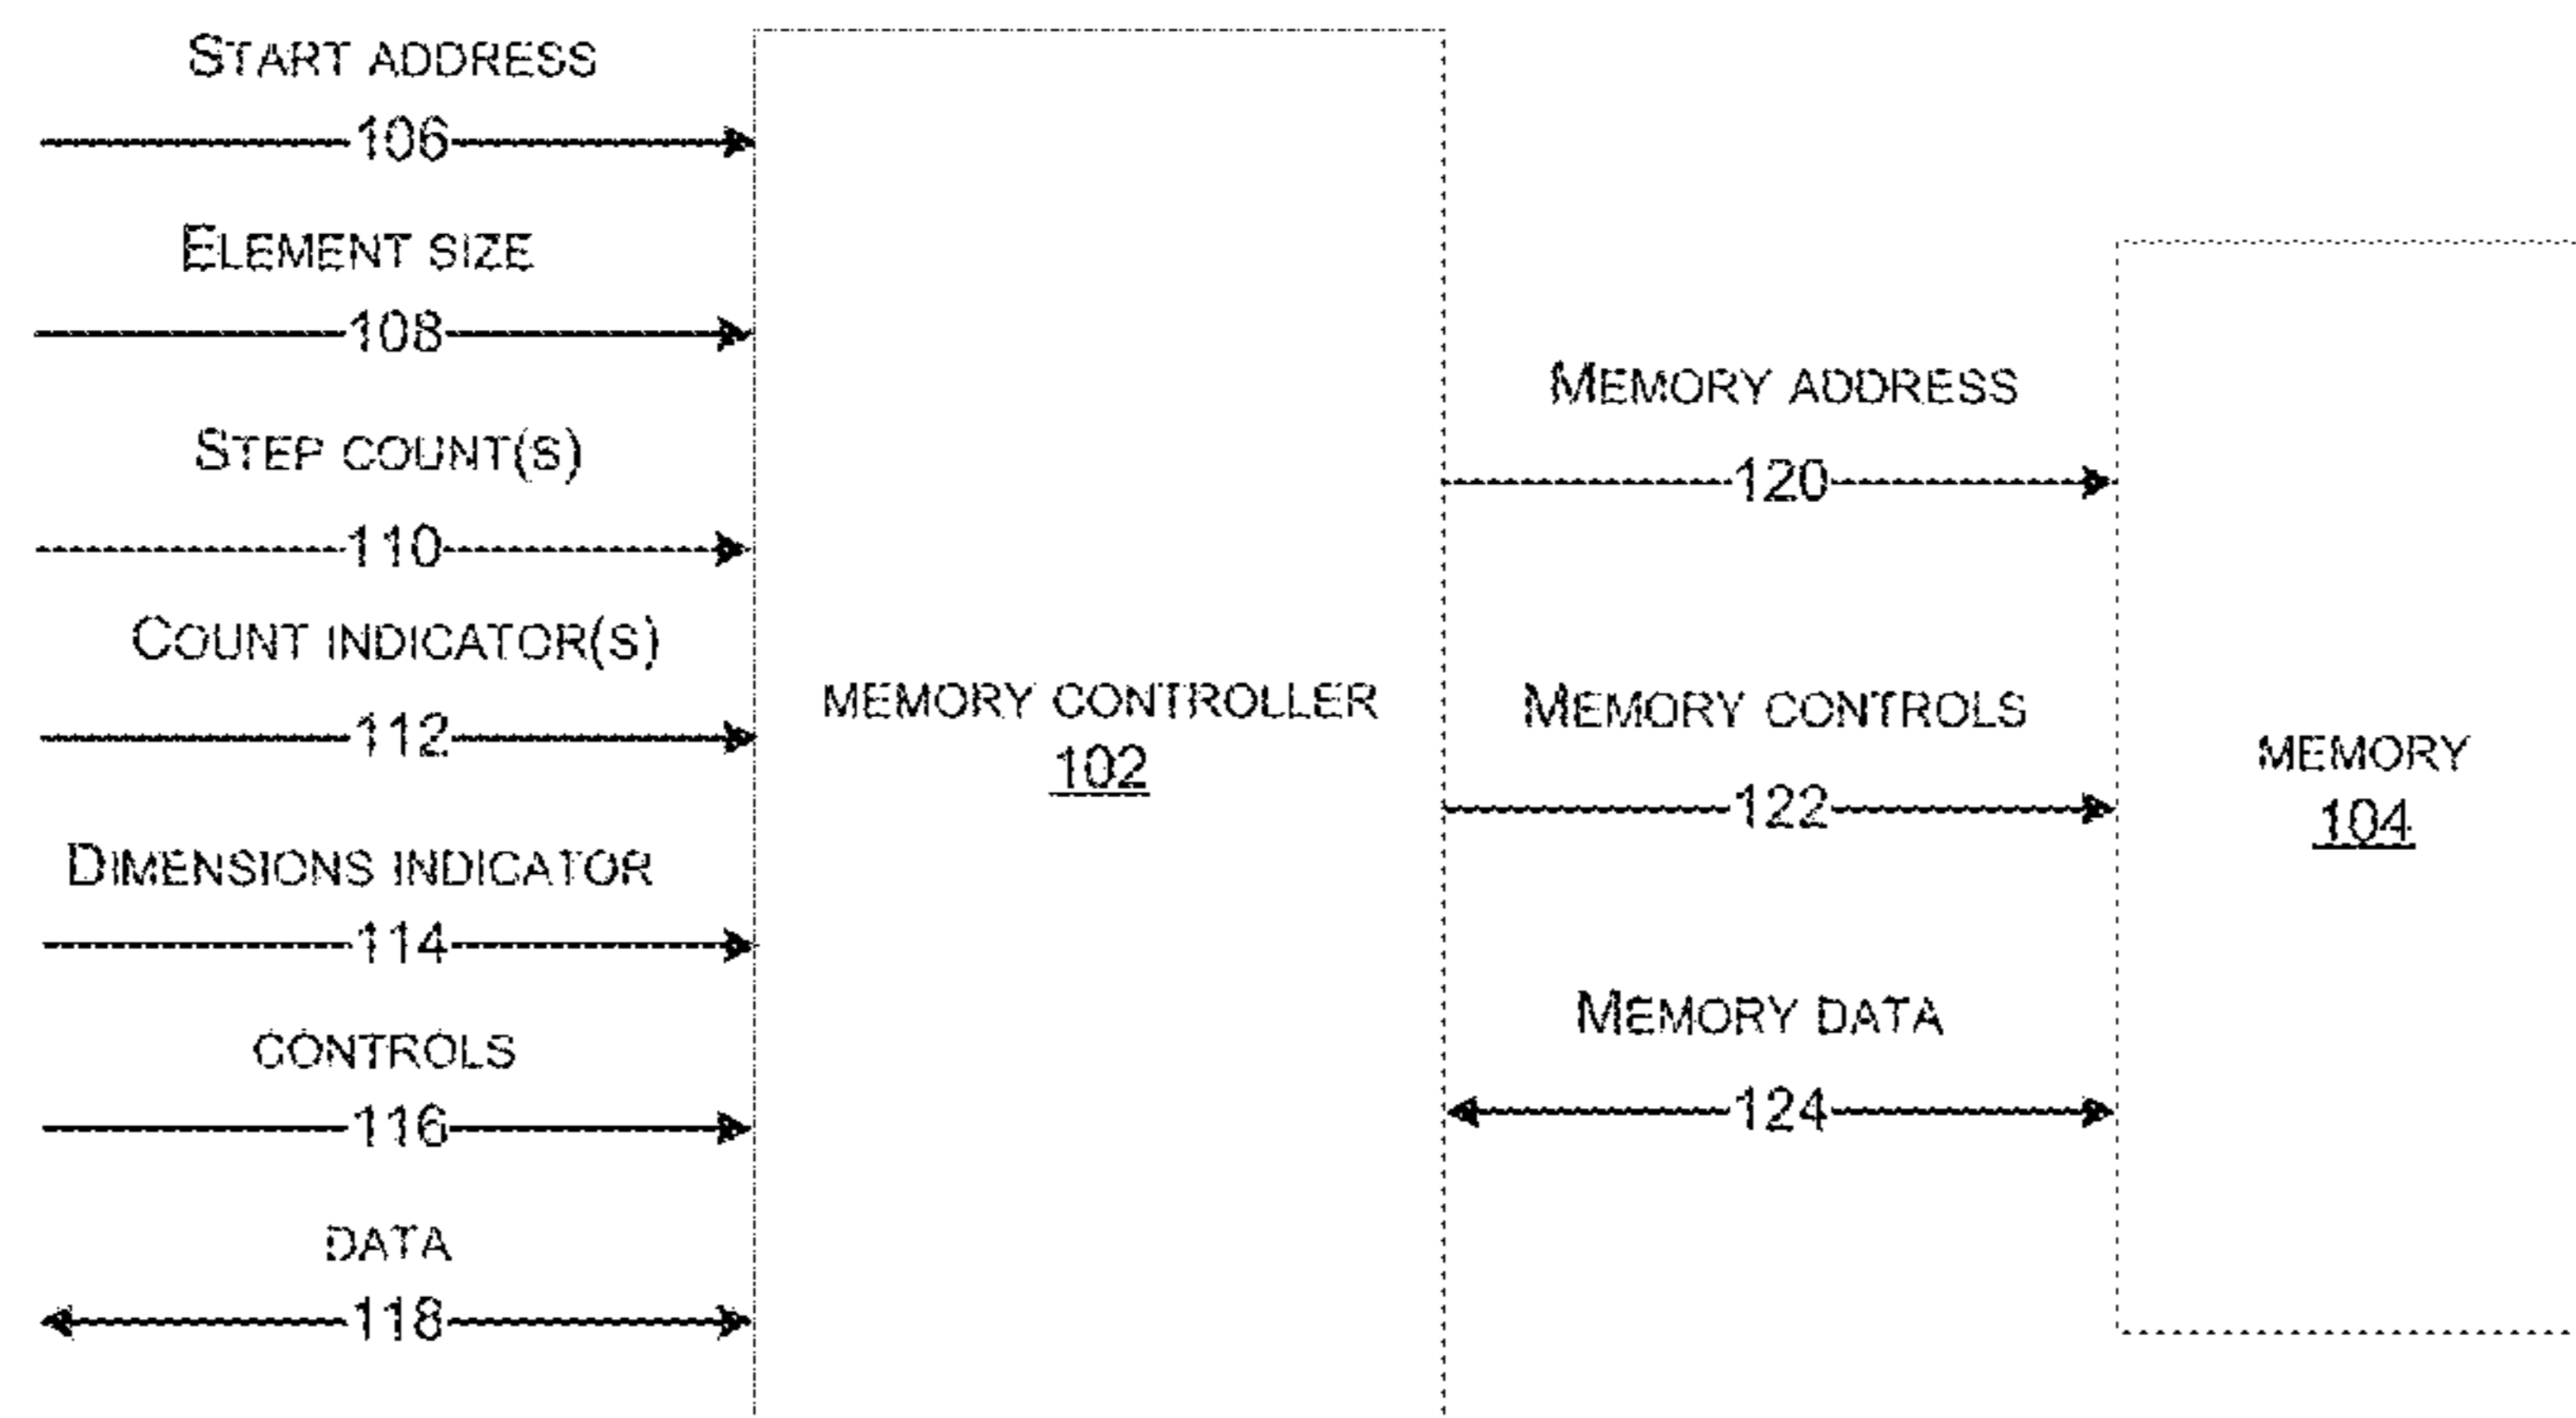 START ADDRESS
106
ELEMENT SIZE
108
STEP COUNT(S)
110
COUNT INDICATOR(S)
112
DIMENSIONS INDICATOR
114
CONTROLS
116
DATA
118
MEMORY CONTROLLER
102
MEMORY ADDRESS
120
MEMORY CONTROLS
122
MEMORY DATA
124
MEMORY
104